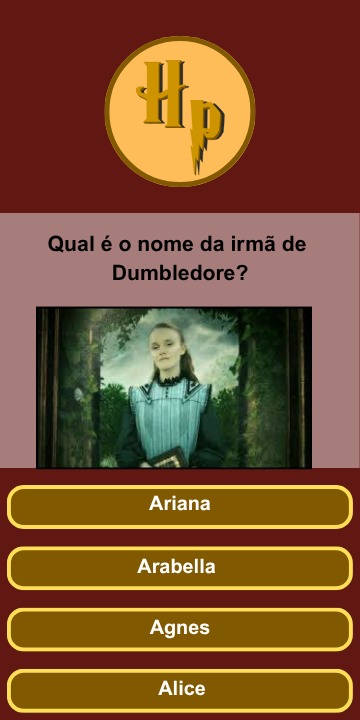 HP
Qual é o nome da irmã de
Dumbledore?
Ariana
Arabella
Agnes
Alice